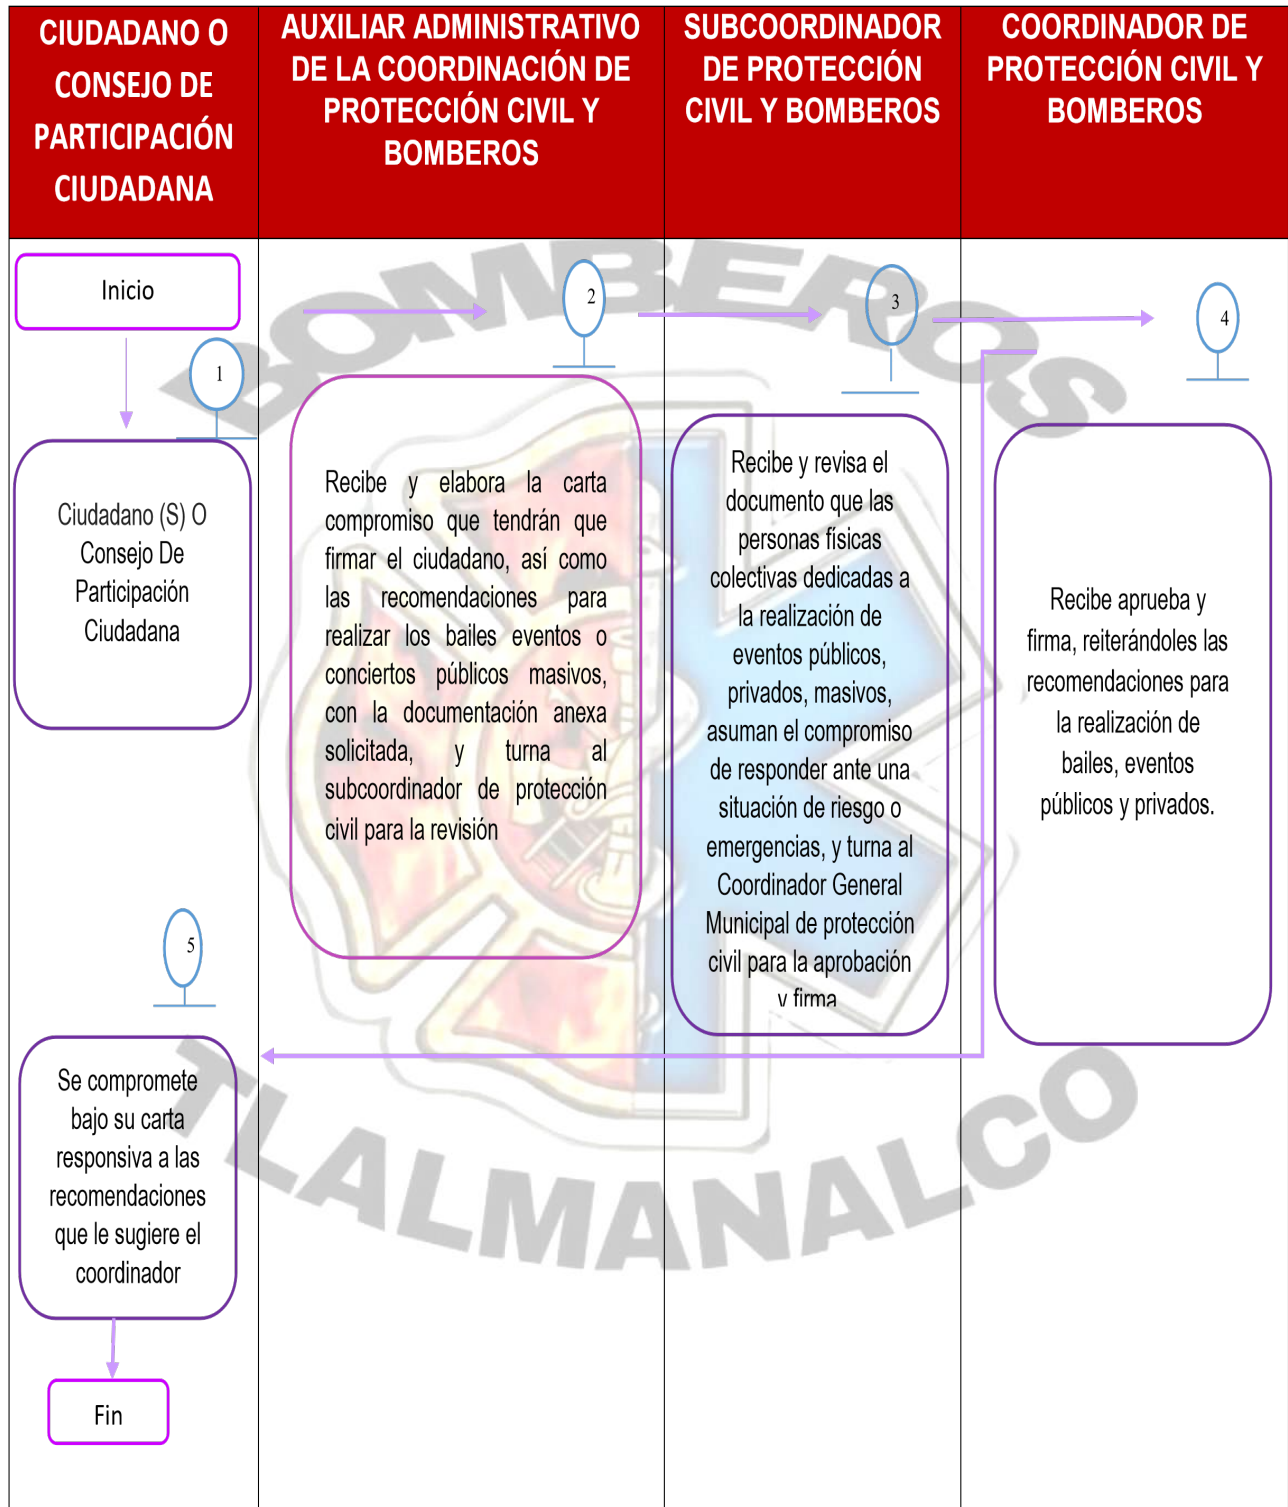 CIUDADANO O
CONSEJO DE
PARTICIPACIÓN
CIUDADANA
AUXILIAR ADMINISTRATIVO
DE LA COORDINACIÓN DE
PROTECCIÓN CIVIL Y
BOMBEROS
SUBCOORDINADOR
DE PROTECCIÓN
CIVIL Y BOMBEROS
COORDINADOR DE
PROTECCIÓN CIVIL Y
BOMBEROS
BOMBEROS
Inicio
1
Ciudadano (S) O
Consejo De
Participación
Ciudadana
2
Recibe y elabora la carta
compromiso que tendrán que
firmar el ciudadano, así como
las recomendaciones para
realizar los bailes eventos o
conciertos públicos masivos,
con la documentación anexa
solicitada, y turna al
subcoordinador de protección
civil para la revisión
3
Recibe y revisa el
documento que las
personas físicas
colectivas dedicadas a
la realización de
eventos públicos,
privados, masivos,
asuman el compromiso
de responder ante una
situación de riesgo o
emergencias, y turna al
Coordinador General
Municipal de protección
civil para la aprobación
y firma
4
Recibe aprueba y
firma, reiterándoles las
recomendaciones para
la realización de
bailes, eventos
públicos y privados.
5
Se compromete
bajo su carta
responsiva a las
recomendaciones
que le sugiere el
coordinador
Fin
TLALMANALCO